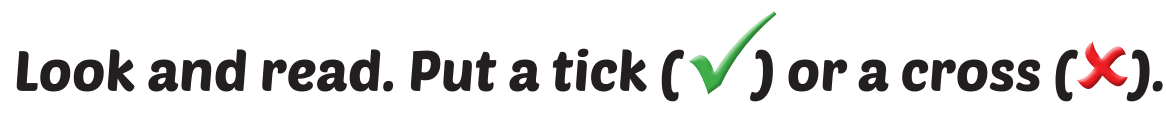 Look and read. Put a tick (✓) or a cross (✗).